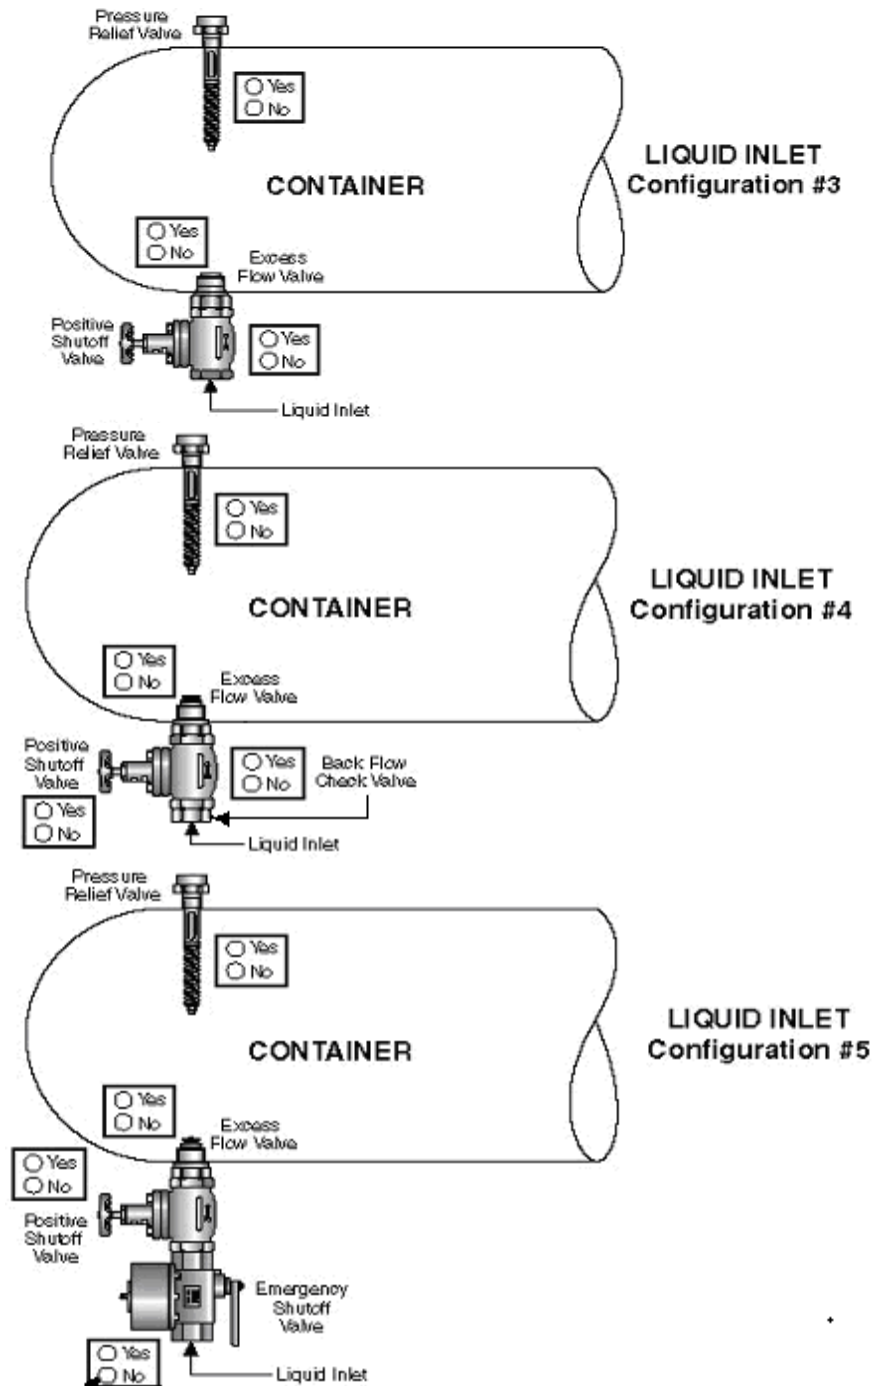 Pressure
Relief Valve
Yes
No
CONTAINER
LIQUID INLET
Configuration #3
Yes
No
Excess
Flow Valve
Positive
Shutoff
Valve
Yes
No
Liquid Inlet
Pressure
Relief Valve
Yes
No
CONTAINER
LIQUID INLET
Configuration #4
Yes
No
Excess
Flow Valve
Positive
Shutoff
Valve
Yes
No
Back Flow
Check Valve
Yes
No
Liquid Inlet
Pressure
Relief Valve
Yes
No
CONTAINER
LIQUID INLET
Configuration #5
Yes
No
Excess
Flow Valve
Yes
No
Positive
Shutoff
Valve
Emergency
Shutoff
Valve
Yes
No
Liquid Inlet